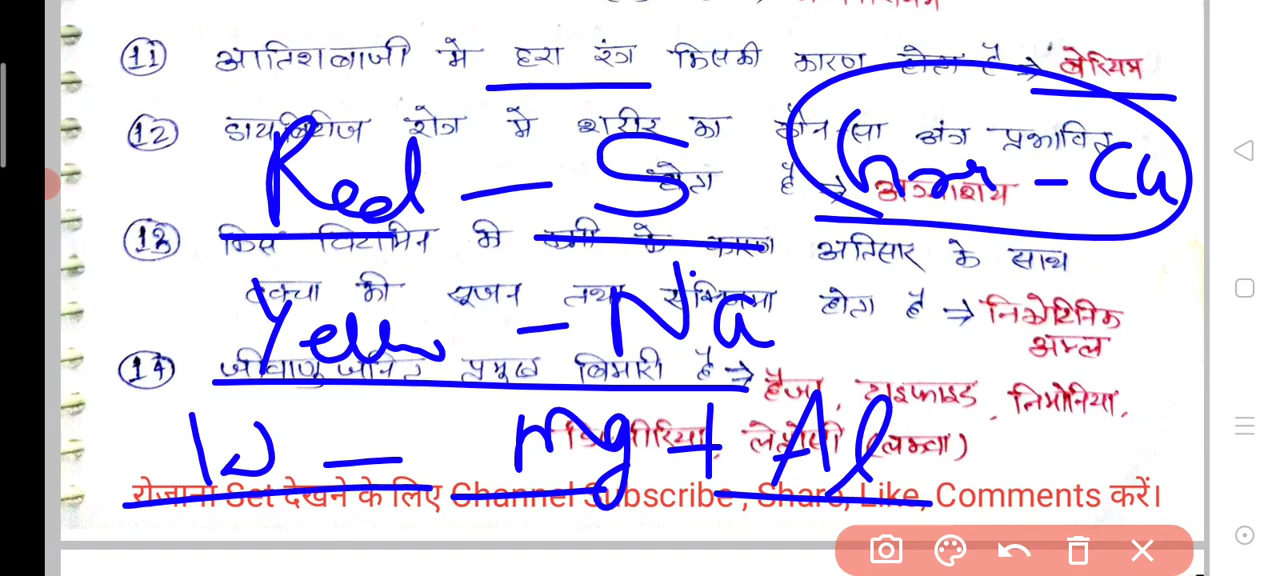 (11) आतिशबाजी में हरा रंग किसकी कारण होता है → बेरियम
(12) डायबिटीज रोग में शरीर का कौन सा अंग प्रभावित
होता है → अग्न्याशय
Red - S
- Cu
(13) किस विटामिन में कमी के कारण अतिसार के साथ
त्वचा की सूजन तथा होता है → निकोटिनिक
अम्ल
Yellow - Na
(14) जीवाणु जनित प्रमुख बिमारी है → हैजा, टाइफाइड, निमोनिया,
डिप्थीरिया, लेप्रोसी
W - mg + Al
रोजाना Set देखने के लिए Channel Subscribe, Share, Like, Comments करें।